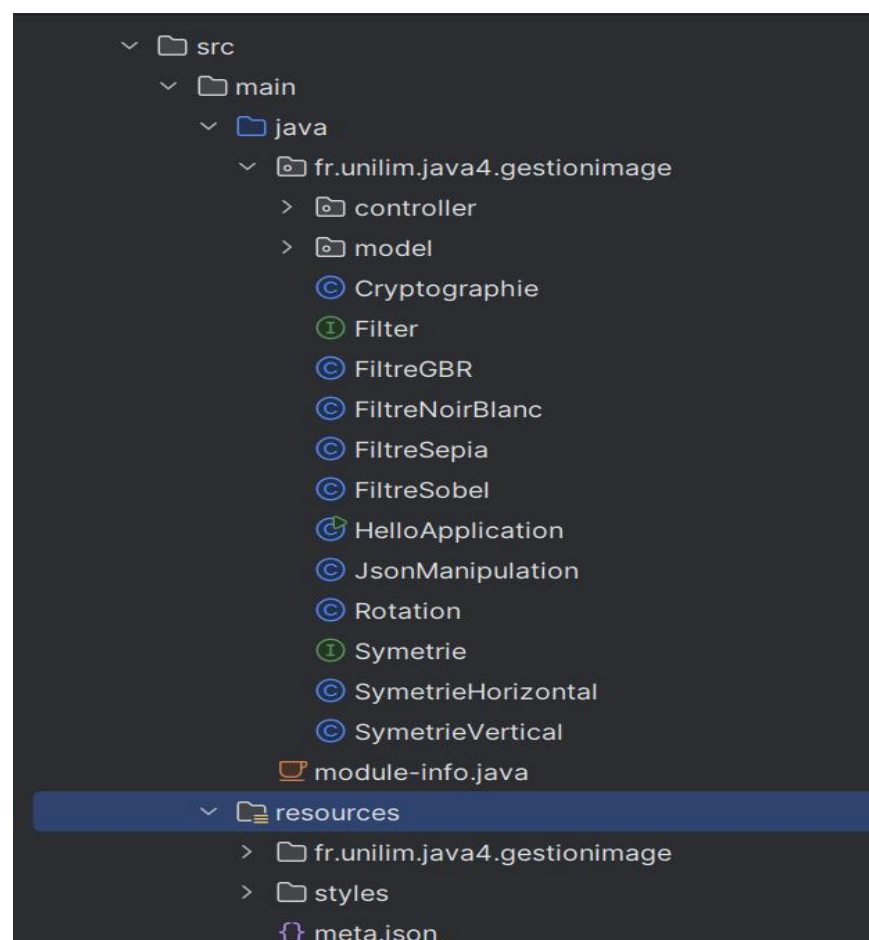 src
main
java
fr.unilim.java4.gestionimage
controller
model
C Cryptographie
I Filter
C FiltreGBR
C FiltreNoirBlanc
C FiltreSepia
C FiltreSobel
C HelloApplication
C JsonManipulation
C Rotation
I Symetrie
C SymetrieHorizontal
C SymetrieVertical
module-info.java
resources
fr.unilim.java4.gestionimage
styles
{} meta.json